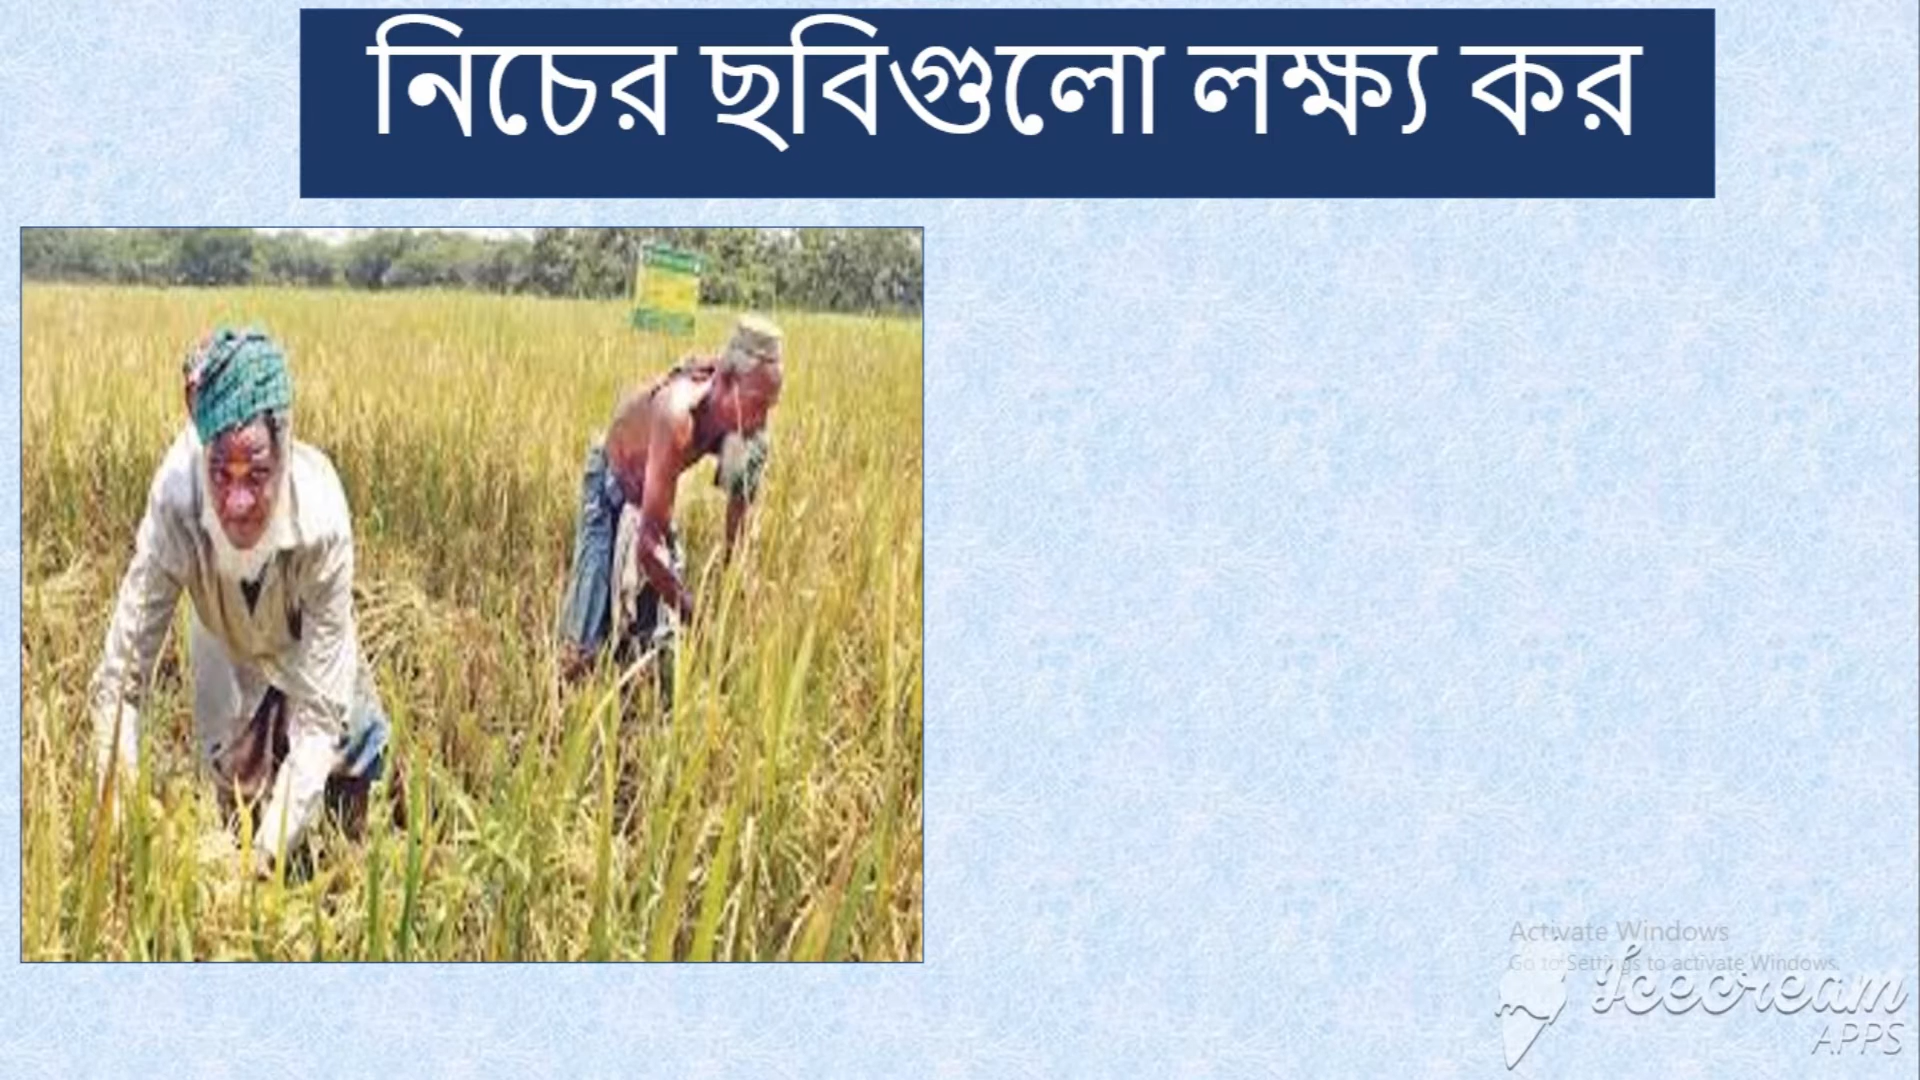 নিচের ছবিগুলো লক্ষ্য কর
Activate Windows
Go to Settings to activate Windows.
Icecream
APPS